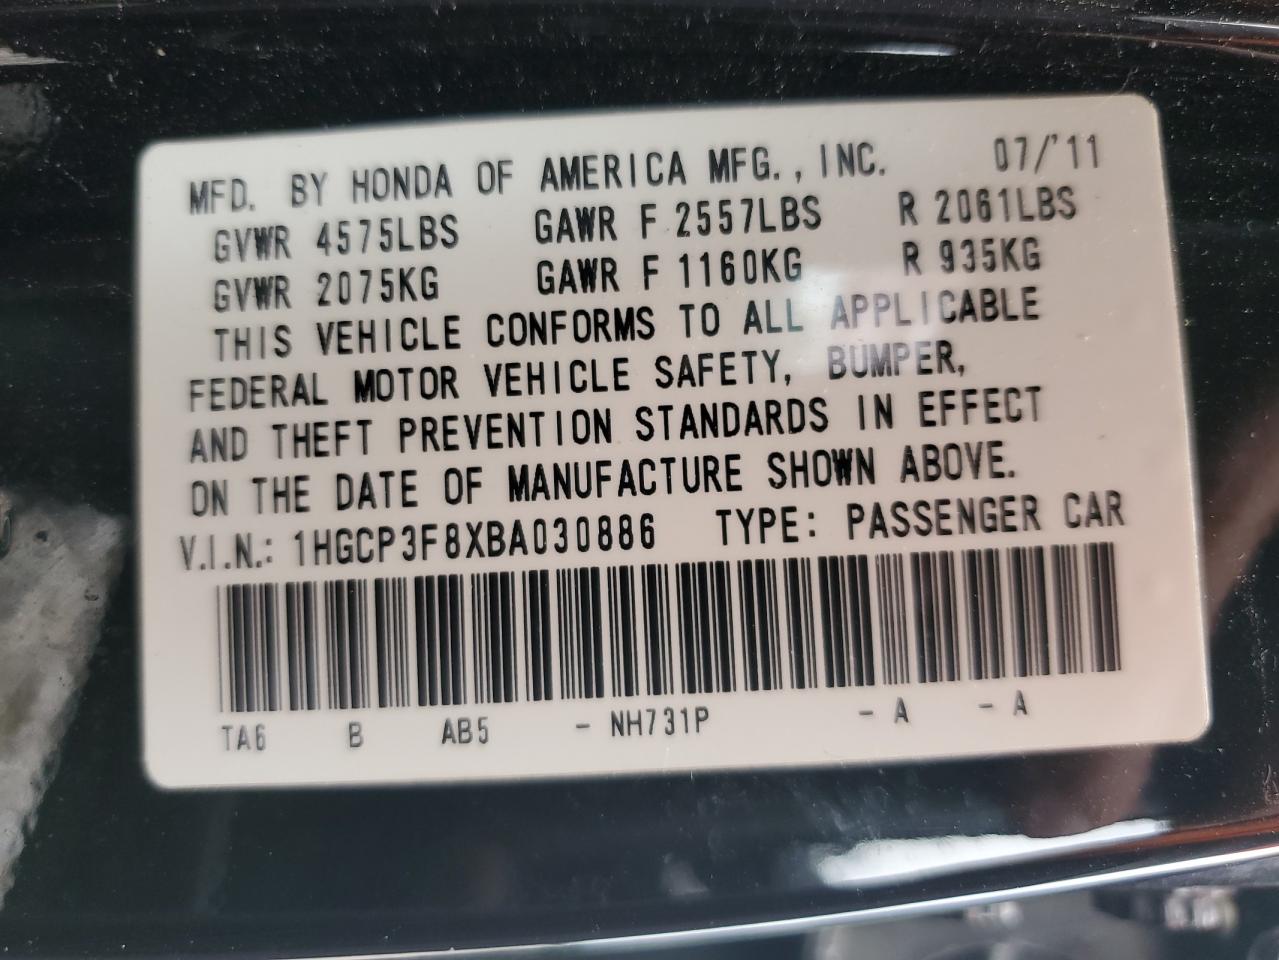 MFD. BY HONDA OF AMERICA MFG., INC. 07/'11
GVWR 4575LBS GAWR F 2557LBS R 2061LBS
GVWR 2075KG GAWR F 1160KG R 935KG
THIS VEHICLE CONFORMS TO ALL APPLICABLE
FEDERAL MOTOR VEHICLE SAFETY, BUMPER,
AND THEFT PREVENTION STANDARDS IN EFFECT
ON THE DATE OF MANUFACTURE SHOWN ABOVE.
V.I.N.: 1HGCP3F8XBA030886 TYPE: PASSENGER CAR
TA6 B AB5 - NH731P - A - A